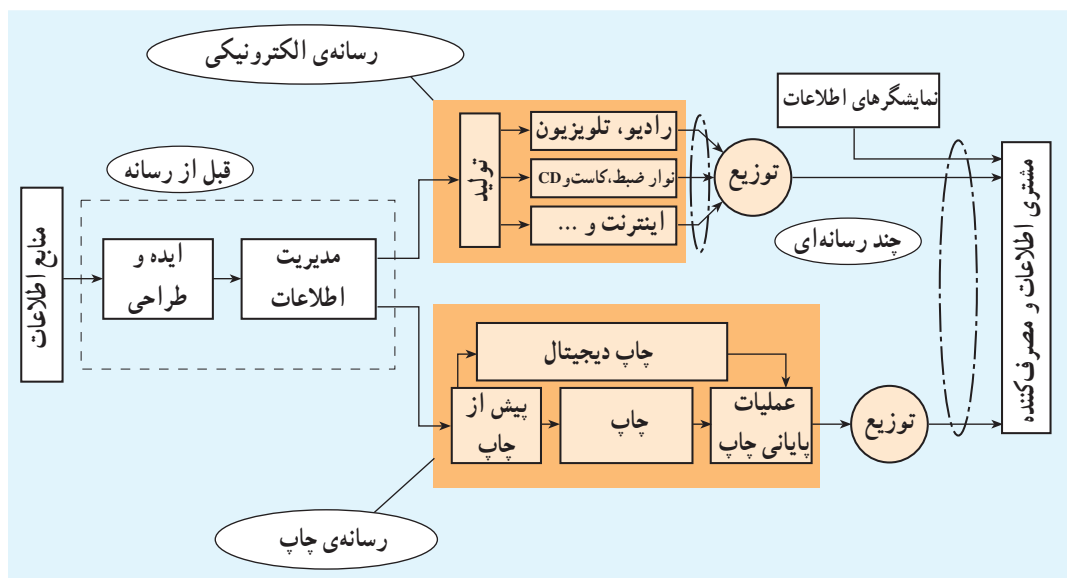 رسانه‌ی الکترونیکی
نمایشگرهای اطلاعات
رادیو، تلویزیون
نوار ضبط، کاست و CD
اینترنت و ...
تولید
توزیع
چند رسانه‌ای
قبل از رسانه
منابع اطلاعات
ایده و
طراحی
مدیریت
اطلاعات
چاپ دیجیتال
پیش از
چاپ
چاپ
عملیات
پایانی چاپ
توزیع
مشتری اطلاعات و مصرف‌کننده
رسانه‌ی چاپ